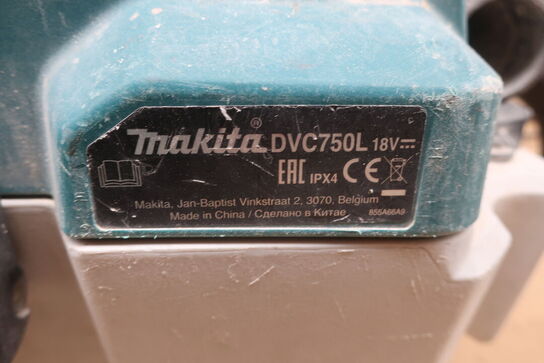 makita® DVC750L 18V
EAC IPX4 CE
Makita, Jan-Baptist Vinkstraat 2, 3070, Belgium
Made in China / Сделано в Китае 855A66A9